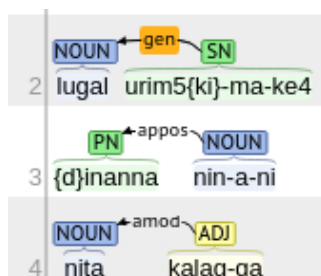 gen
NOUN SN
2 lugal urim5{ki}-ma-ke4
appos
PN NOUN
3 {d}inanna nin-a-ni
amod
NOUN ADJ
4 nita kalag-ga